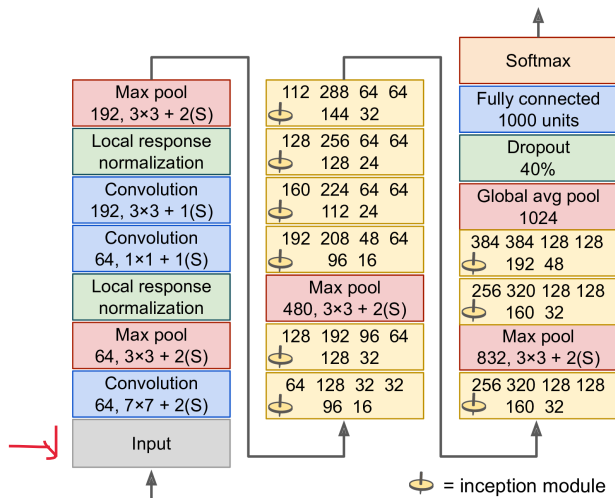 Max pool
192, 3×3 + 2(S)
Local response
normalization
Convolution
192, 3×3 + 1(S)
Convolution
64, 1×1 + 1(S)
Local response
normalization
Max pool
64, 3×3 + 2(S)
Convolution
64, 7×7 + 2(S)
Input
112 288 64 64
144 32
128 256 64 64
128 24
160 224 64 64
112 24
192 208 48 64
96 16
Max pool
480, 3×3 + 2(S)
128 192 96 64
128 32
64 128 32 32
96 16
Softmax
Fully connected
1000 units
Dropout
40%
Global avg pool
1024
384 384 128 128
192 48
256 320 128 128
160 32
Max pool
832, 3×3 + 2(S)
256 320 128 128
160 32
= inception module